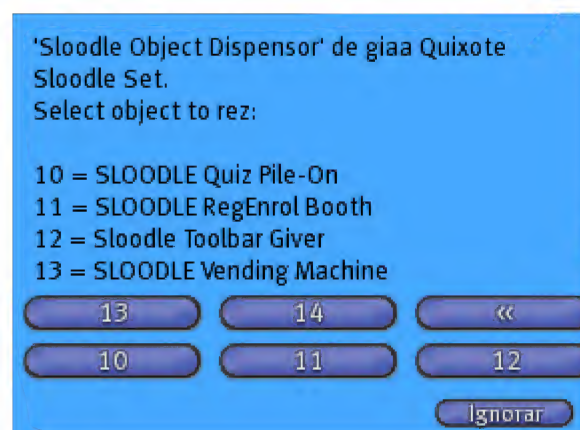 'Sloodle Object Dispensor' de giaa Quixote
Sloodle Set.
Select object to rez:
10 = SLOODLE Quiz Pile-On
11 = SLOODLE RegEnrol Booth
12 = Sloodle Toolbar Giver
13 = SLOODLE Vending Machine
13 14 <<
10 11 12
Ignorar